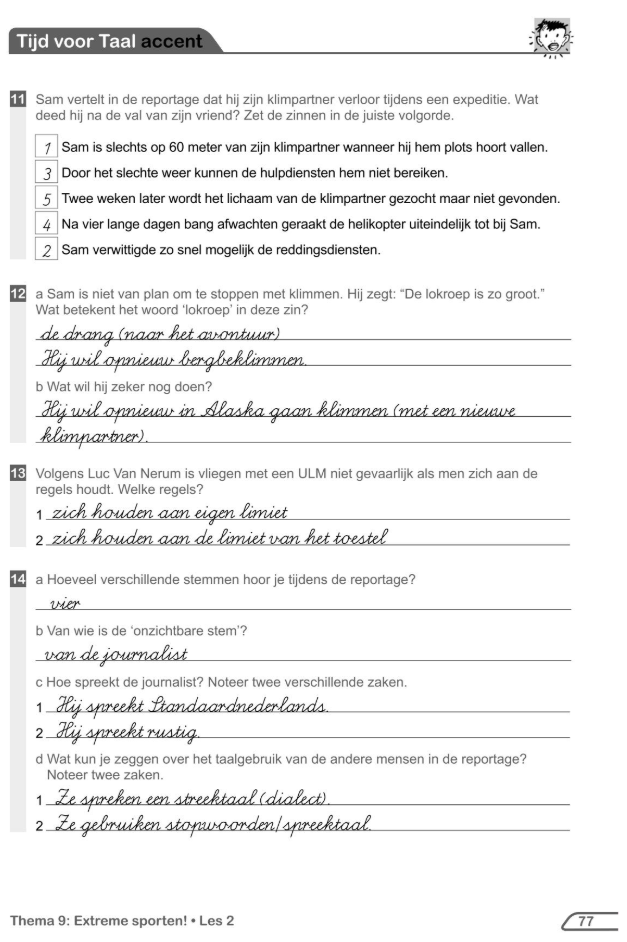 Tijd voor Taal accent
11 Sam vertelt in de reportage dat hij zijn klimpartner verloor tijdens een expeditie. Wat
deed hij na de val van zijn vriend? Zet de zinnen in de juiste volgorde.
1 Sam is slechts op 60 meter van zijn klimpartner wanneer hij hem plots hoort vallen.
3 Door het slechte weer kunnen de hulpdiensten hem niet bereiken.
5 Twee weken later wordt het lichaam van de klimpartner gezocht maar niet gevonden.
4 Na vier lange dagen bang afwachten geraakt de helikopter uiteindelijk tot bij Sam.
2 Sam verwittigde zo snel mogelijk de reddingsdiensten.
12 a Sam is niet van plan om te stoppen met klimmen. Hij zegt: “De lokroep is zo groot.”
Wat betekent het woord ‘lokroep’ in deze zin?
de drang (naar het avontuur)
Hij wil opnieuw bergbeklimmen.
b Wat wil hij zeker nog doen?
Hij wil opnieuw in Alaska gaan klimmen (met een nieuwe
klimpartner).
13 Volgens Luc Van Nerum is vliegen met een ULM niet gevaarlijk als men zich aan de
regels houdt. Welke regels?
1 zich houden aan eigen limiet
2 zich houden aan de limiet van het toestel
14 a Hoeveel verschillende stemmen hoor je tijdens de reportage?
vier
b Van wie is de ‘onzichtbare stem’?
van de journalist
c Hoe spreekt de journalist? Noteer twee verschillende zaken.
1 Hij spreekt Standaardnederlands.
2 Hij spreekt rustig.
d Wat kun je zeggen over het taalgebruik van de andere mensen in de reportage?
Noteer twee zaken.
1 Ze spreken een streektaal (dialect).
2 Ze gebruiken stopwoorden/spreektaal.
Thema 9: Extreme sporten! • Les 2
77